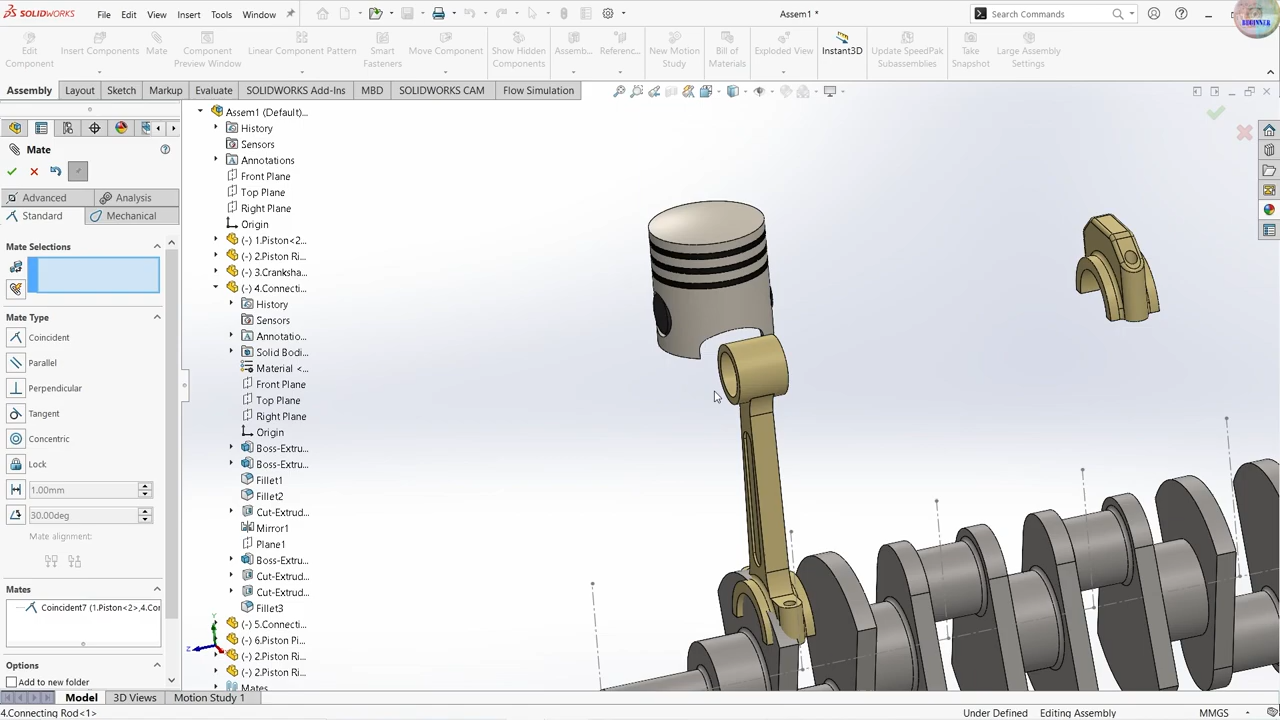 SOLIDWORKS File Edit View Insert Tools Window Assem1 * Search Commands
Edit Component
Insert Components
Mate
Component Preview Window
Linear Component Pattern
Smart Fasteners
Move Component
Show Hidden Components
Assemb...
Referenc...
New Motion Study
Bill of Materials
Exploded View
Instant3D
Update SpeedPak Subassemblies
Take Snapshot
Large Assembly Settings
Assembly Layout Sketch Markup Evaluate SOLIDWORKS Add-Ins MBD SOLIDWORKS CAM Flow Simulation
Mate
Advanced Analysis
Standard Mechanical
Mate Selections
Mate Type
Coincident
Parallel
Perpendicular
Tangent
Concentric
Lock
1.00mm
30.00deg
Mate alignment:
Mates
Coincident7 (1.Piston<2>,4.Cor
Options
Add to new folder
Assem1 (Default)...
History
Sensors
Annotations
Front Plane
Top Plane
Right Plane
Origin
(-) 1.Piston<2...
(-) 2.Piston Ri...
(-) 3.Cranksha...
(-) 4.Connecti...
History
Sensors
Annotatio...
Solid Bodi...
Material <...
Front Plane
Top Plane
Right Plane
Origin
Boss-Extru...
Boss-Extru...
Fillet1
Fillet2
Cut-Extrud...
Mirror1
Plane1
Boss-Extru...
Cut-Extrud...
Cut-Extrud...
Fillet3
(-) 5.Connecti...
(-) 6.Piston Pi...
(-) 2.Piston Ri...
(-) 2.Piston Ri...
Mates
Y
Z
Model 3D Views Motion Study 1
4.Connecting Rod<1> Under Defined Editing Assembly MMGS